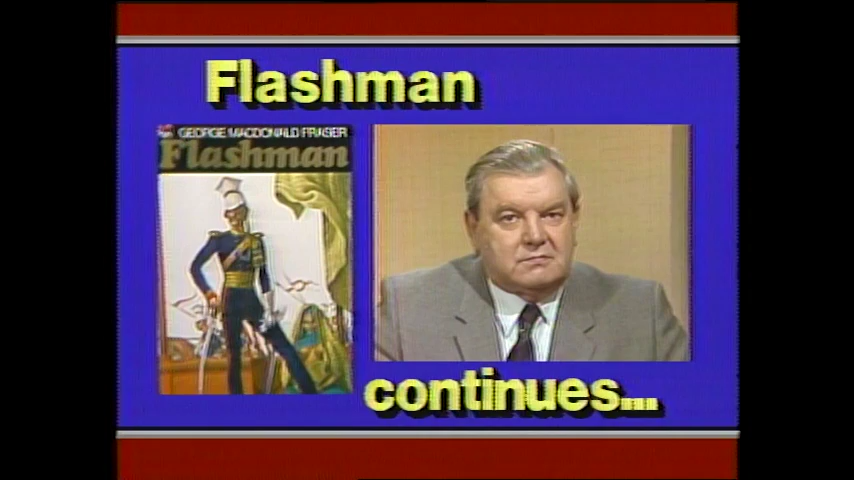 Flashman
GEORGE MACDONALD FRASER
Flashman
continues...